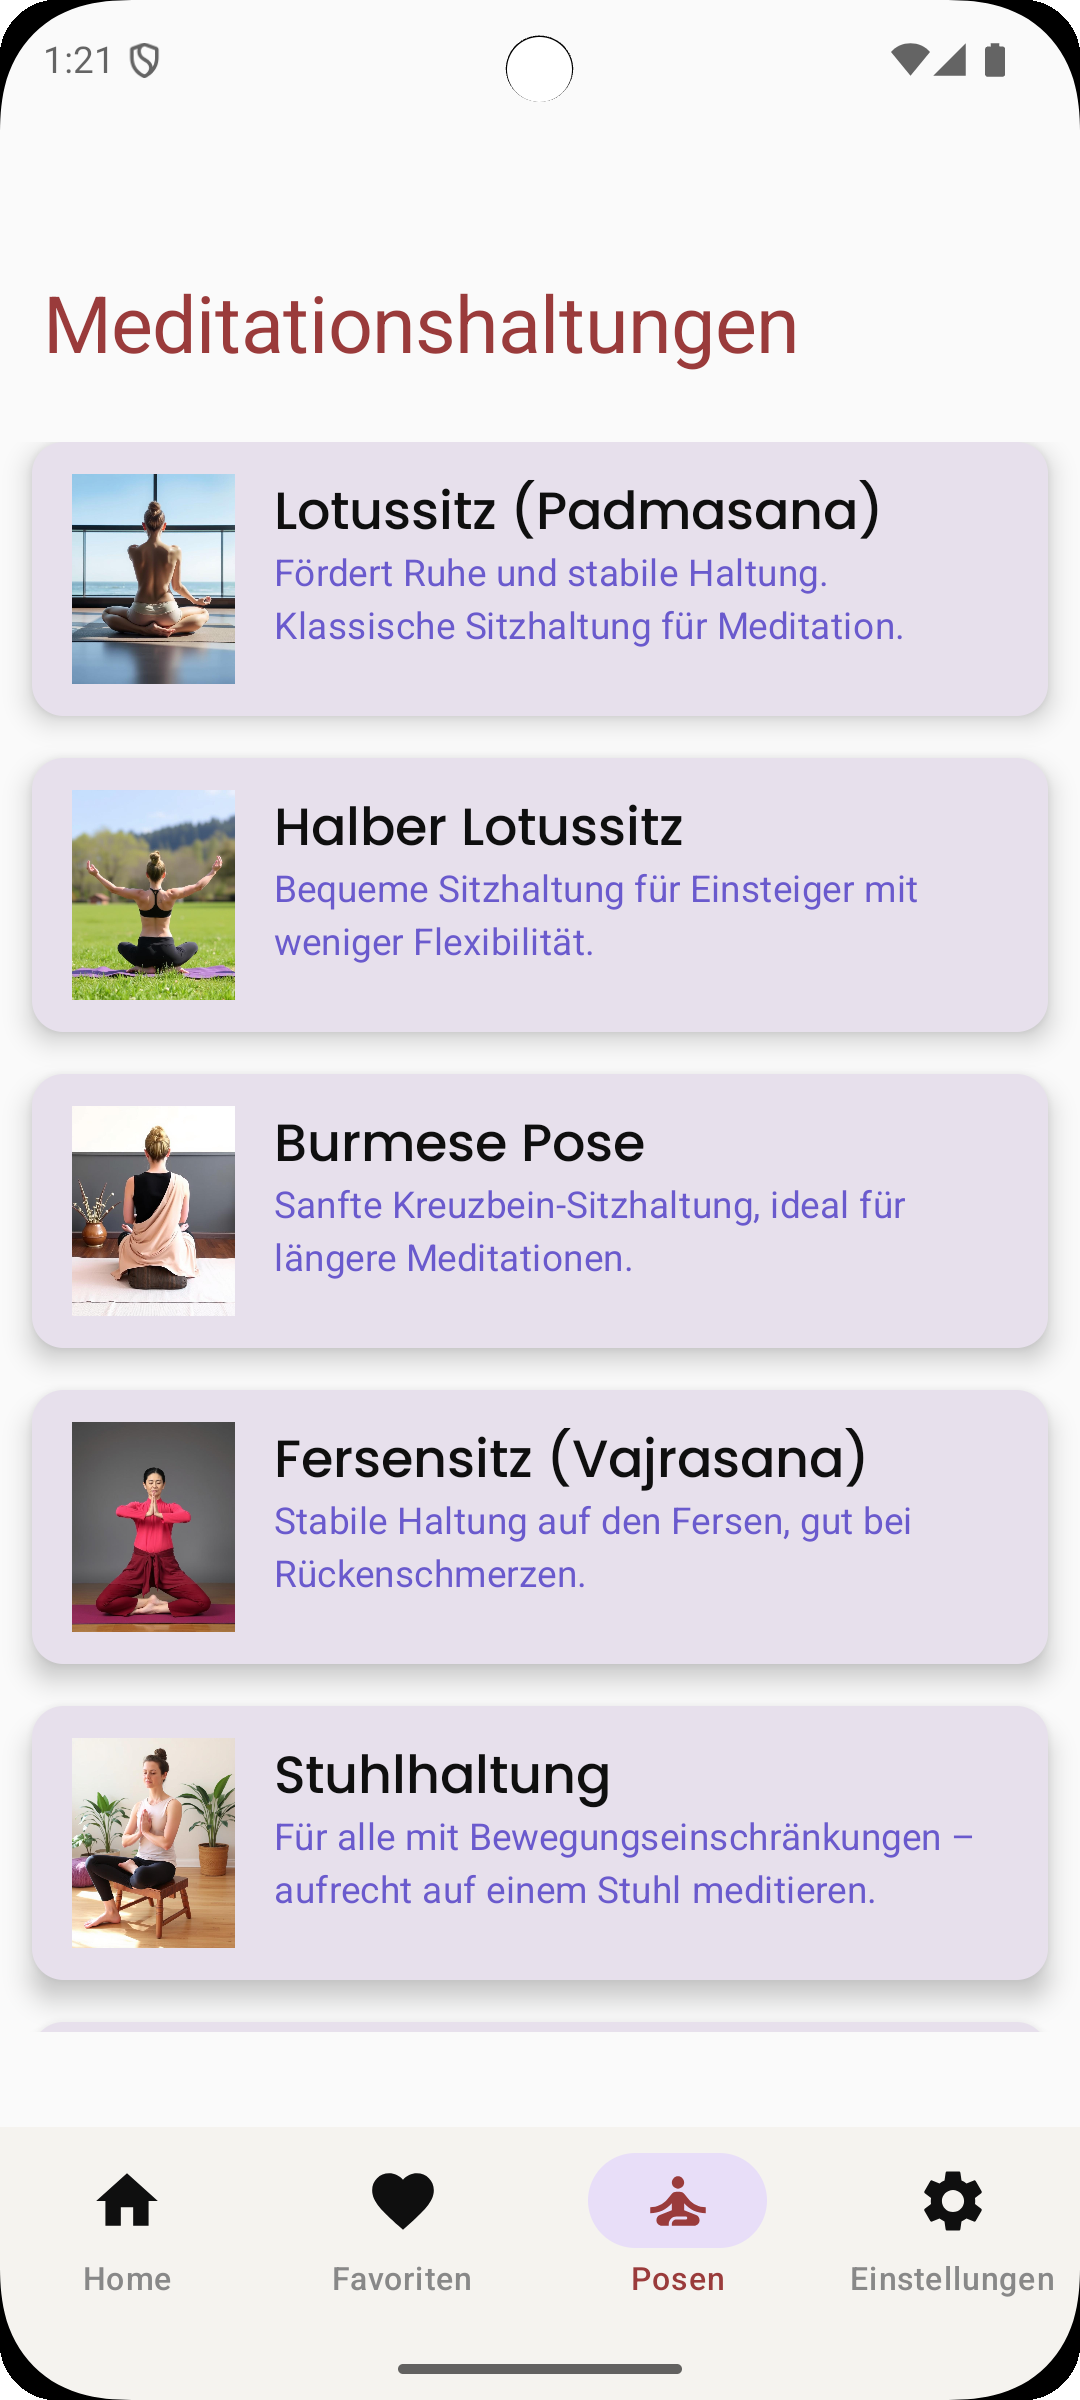 1:21
Meditationshaltungen
Lotussitz (Padmasana)
Fördert Ruhe und stabile Haltung.
Klassische Sitzhaltung für Meditation.
Halber Lotussitz
Bequeme Sitzhaltung für Einsteiger mit
weniger Flexibilität.
Burmese Pose
Sanfte Kreuzbein-Sitzhaltung, ideal für
längere Meditationen.
Fersensitz (Vajrasana)
Stabile Haltung auf den Fersen, gut bei
Rückenschmerzen.
Stuhlhaltung
Für alle mit Bewegungseinschränkungen –
aufrecht auf einem Stuhl meditieren.
Home
Favoriten
Posen
Einstellungen